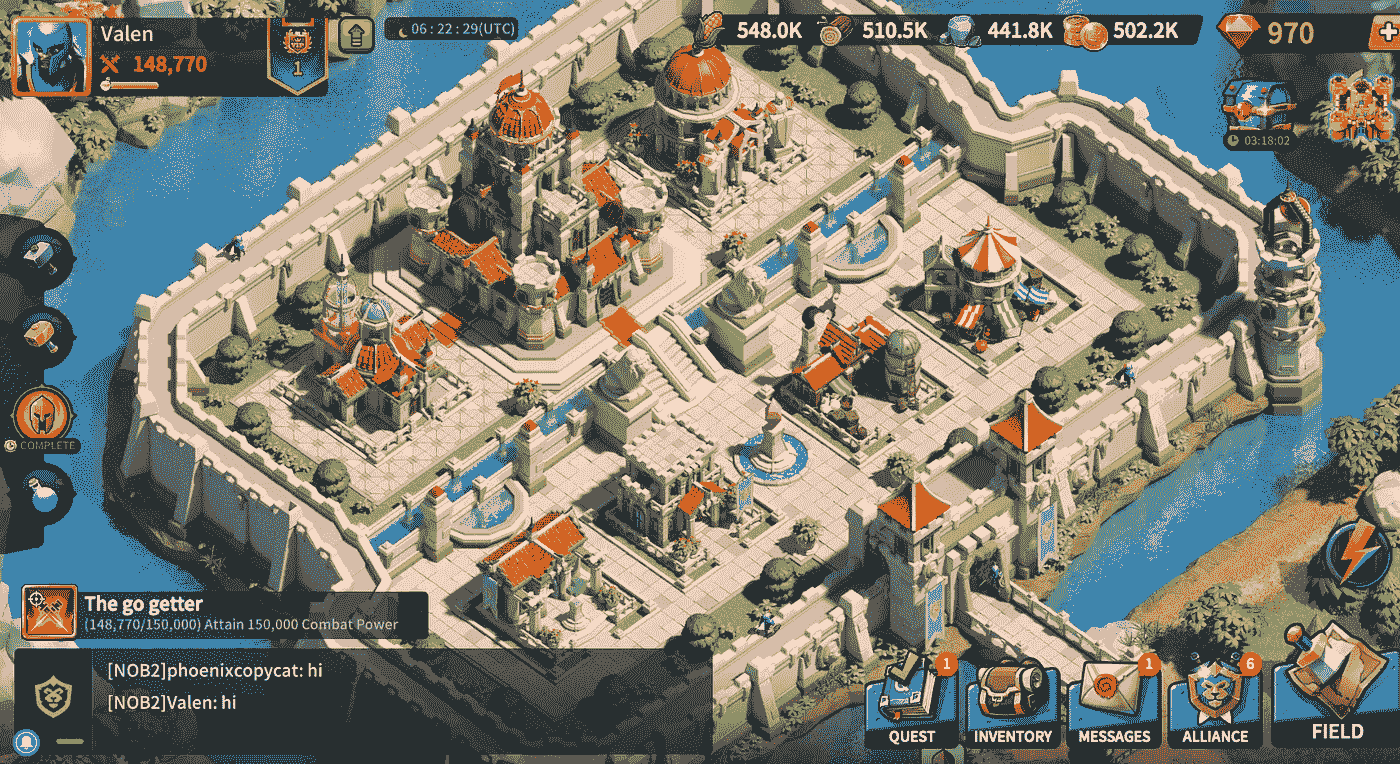 Valen
148,770
VIP
1
06:22:29(UTC)
548.0K
510.5K
441.8K
502.2K
970
03:18:02
COMPLETE
The go getter
(148,770/150,000) Attain 150,000 Combat Power
[NOB2]phoenixcopycat: hi
[NOB2]Valen: hi
1
1
6
QUEST
INVENTORY
MESSAGES
ALLIANCE
FIELD